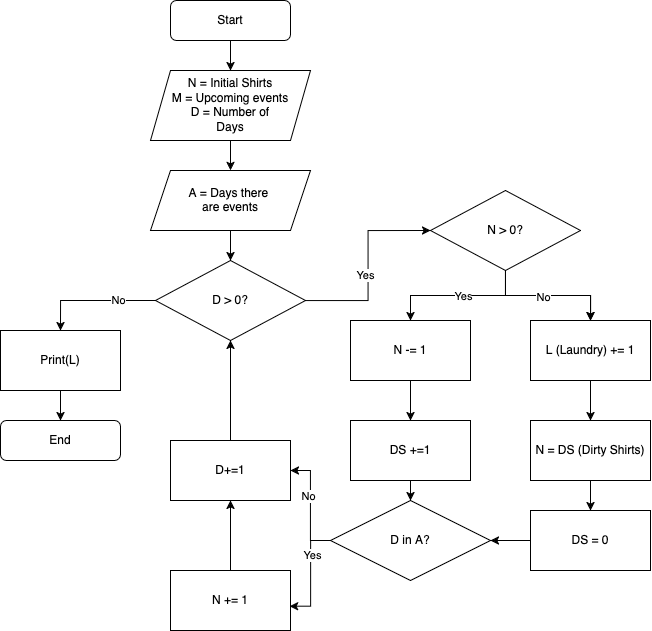 Start
N = Initial Shirts
M = Upcoming events
D = Number of
Days
A = Days there
are events
N > 0?
Yes
D > 0?
No
Yes
No
Print(L)
N -= 1
L (Laundry) += 1
End
DS +=1
N = DS (Dirty Shirts)
D+=1
No
D in A?
DS = 0
Yes
N += 1